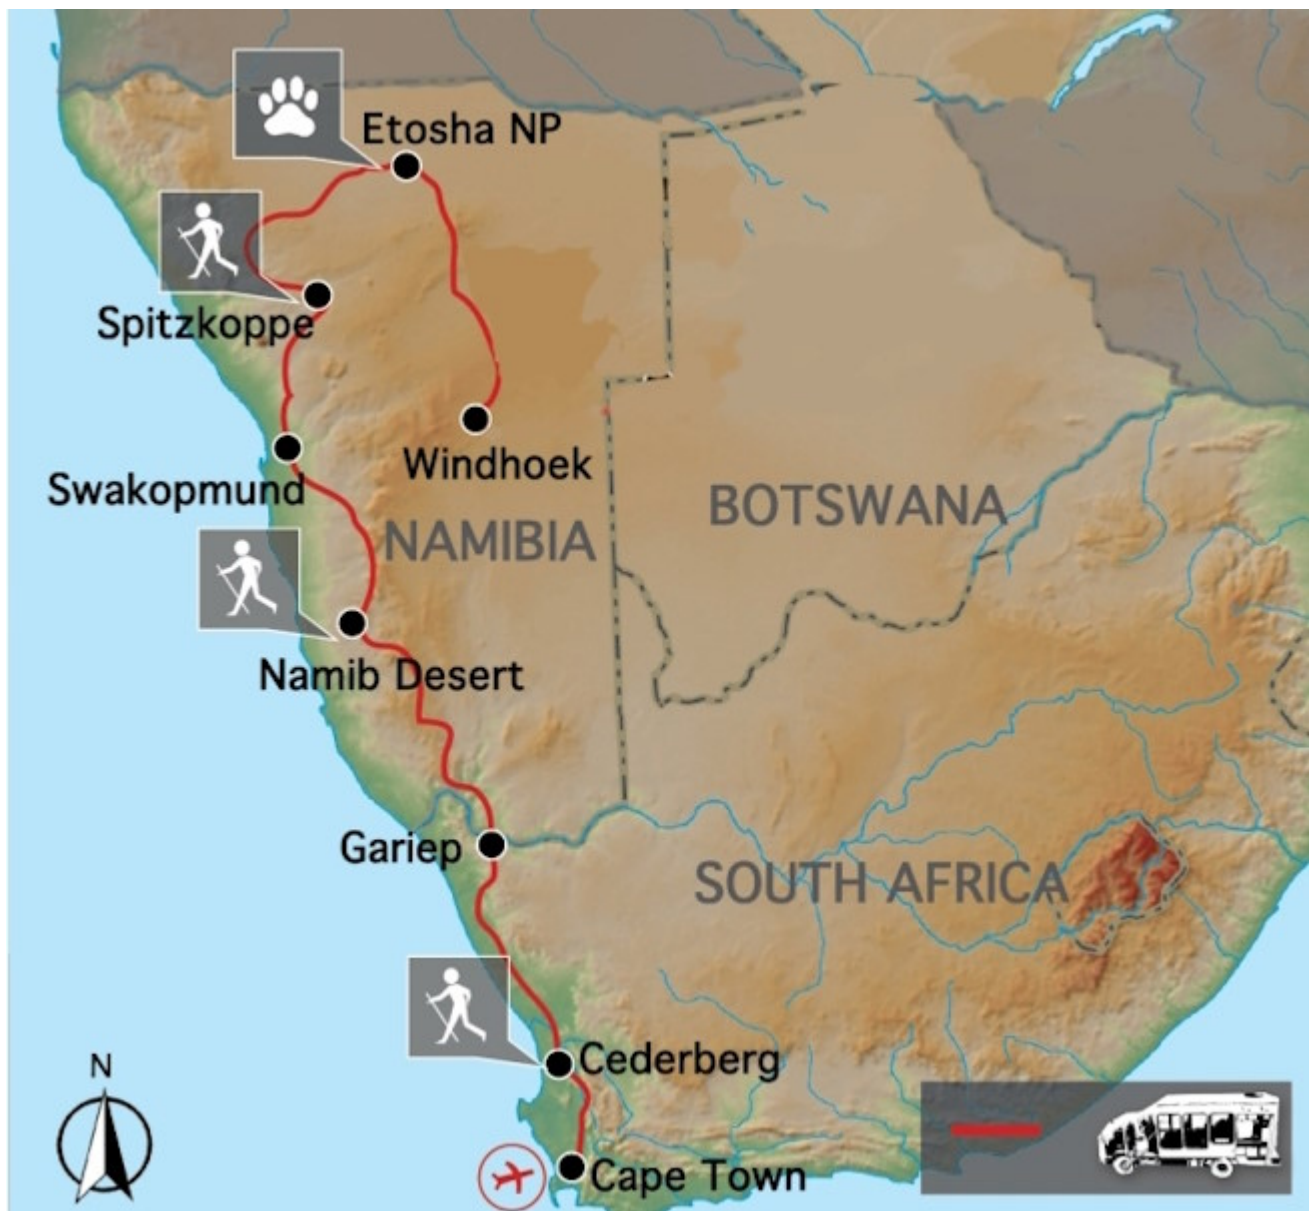 Etosha NP
Spitzkoppe
Windhoek
Swakopmund
BOTSWANA
NAMIBIA
Namib Desert
Gariep
SOUTH AFRICA
Cederberg
N
Cape Town